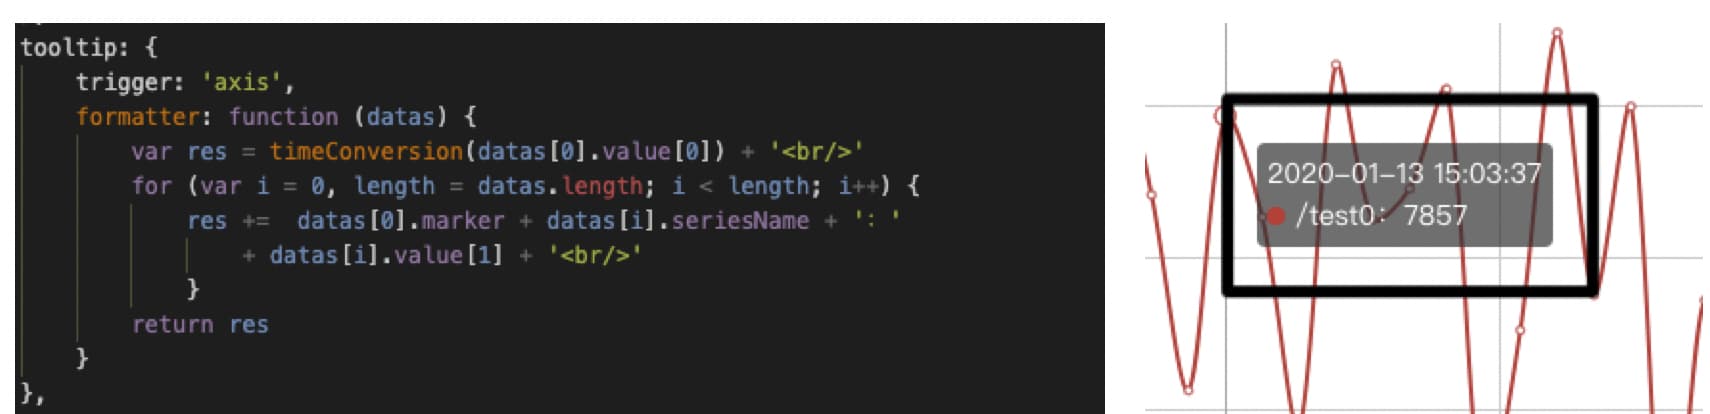 tooltip: {
trigger: 'axis',
formatter: function (datas) {
var res = timeConversion(datas[0].value[0]) + '<br/>'
for (var i = 0, length = datas.length; i < length; i++) {
res +=  datas[0].marker + datas[i].seriesName + ': '
+ datas[i].value[1] + '<br/>'
}
return res
}
},
2020-01-13 15:03:37
/test0: 7857